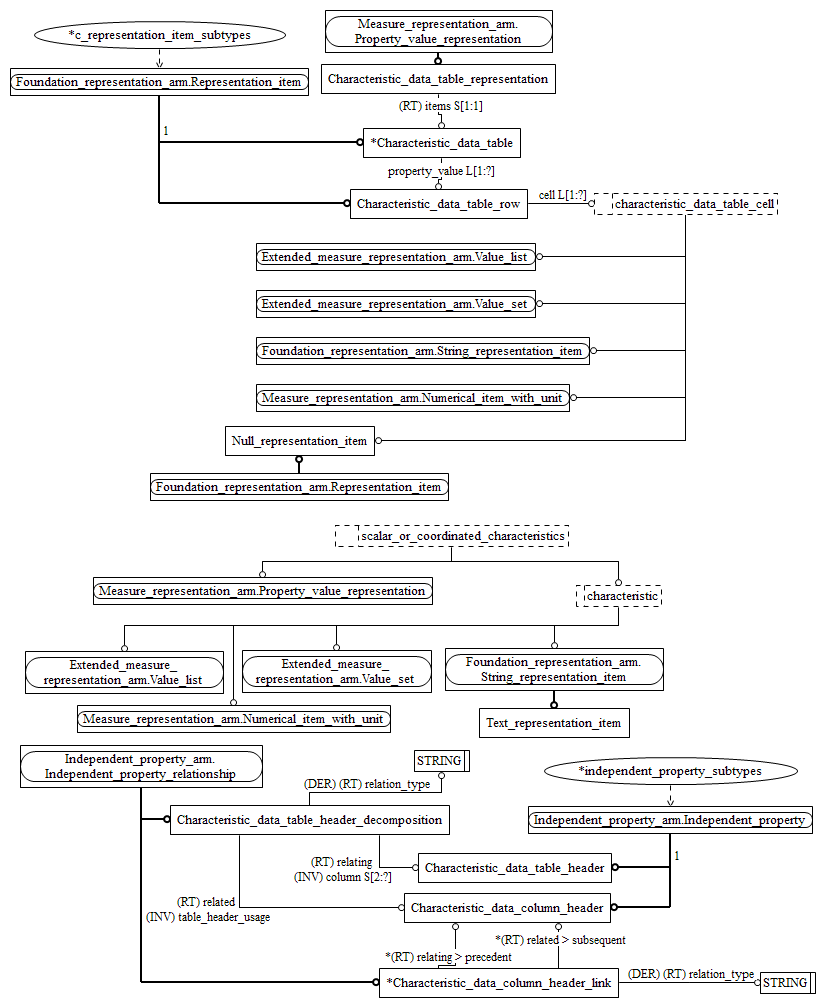 *c_representation_item_subtypes
Measure_representation_arm.
Property_value_representation
Foundation_representation_arm.Representation_item
Characteristic_data_table_representation
(RT) items S[1:1]
1
*Characteristic_data_table
property_value L[1:?]
Characteristic_data_table_row
cell L[1:?]
characteristic_data_table_cell
Extended_measure_representation_arm.Value_list
Extended_measure_representation_arm.Value_set
Foundation_representation_arm.String_representation_item
Measure_representation_arm.Numerical_item_with_unit
Null_representation_item
Foundation_representation_arm.Representation_item
scalar_or_coordinated_characteristics
Measure_representation_arm.Property_value_representation
characteristic
Extended_measure_
representation_arm.Value_list
Extended_measure_
representation_arm.Value_set
Foundation_representation_arm.
String_representation_item
Measure_representation_arm.Numerical_item_with_unit
Text_representation_item
Independent_property_arm.
Independent_property_relationship
STRING
*independent_property_subtypes
(DER) (RT) relation_type
Characteristic_data_table_header_decomposition
Independent_property_arm.Independent_property
1
(RT) relating
(INV) column S[2:?]
Characteristic_data_table_header
(RT) related
(INV) table_header_usage
Characteristic_data_column_header
*(RT) related > subsequent
*(RT) relating > precedent
*Characteristic_data_column_header_link
(DER) (RT) relation_type
STRING